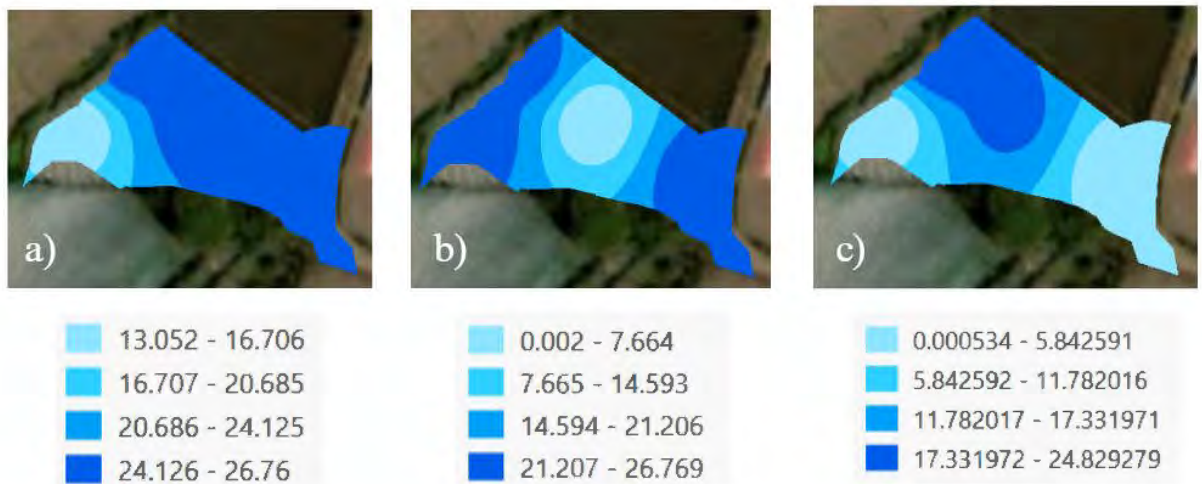 a)
b)
c)
13.052 - 16.706
16.707 - 20.685
20.686 - 24.125
24.126 - 26.76
0.002 - 7.664
7.665 - 14.593
14.594 - 21.206
21.207 - 26.769
0.000534 - 5.842591
5.842592 - 11.782016
11.782017 - 17.331971
17.331972 - 24.829279